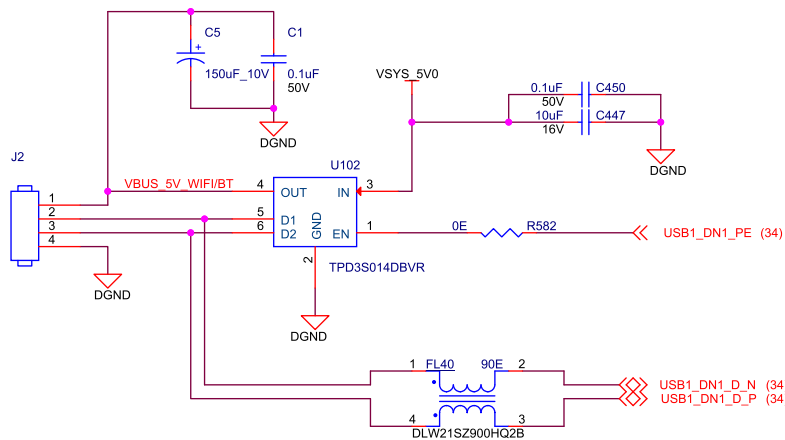 C5
C1
+
150uF_10V
0.1uF
50V
DGND
VSYS_5V0
0.1uF
C450
50V
10uF
C447
16V
DGND
J2
U102
VBUS_5V_WIFI/BT
4
OUT
IN
3
1
2
5
D1
3
6
D2
GND
EN
1
0E
R582
USB1_DN1_PE (34)
4
2
TPD3S014DBVR
DGND
DGND
1
FL40
90E
2
USB1_DN1_D_N (34
USB1_DN1_D_P (34
4
3
DLW21SZ900HQ2B